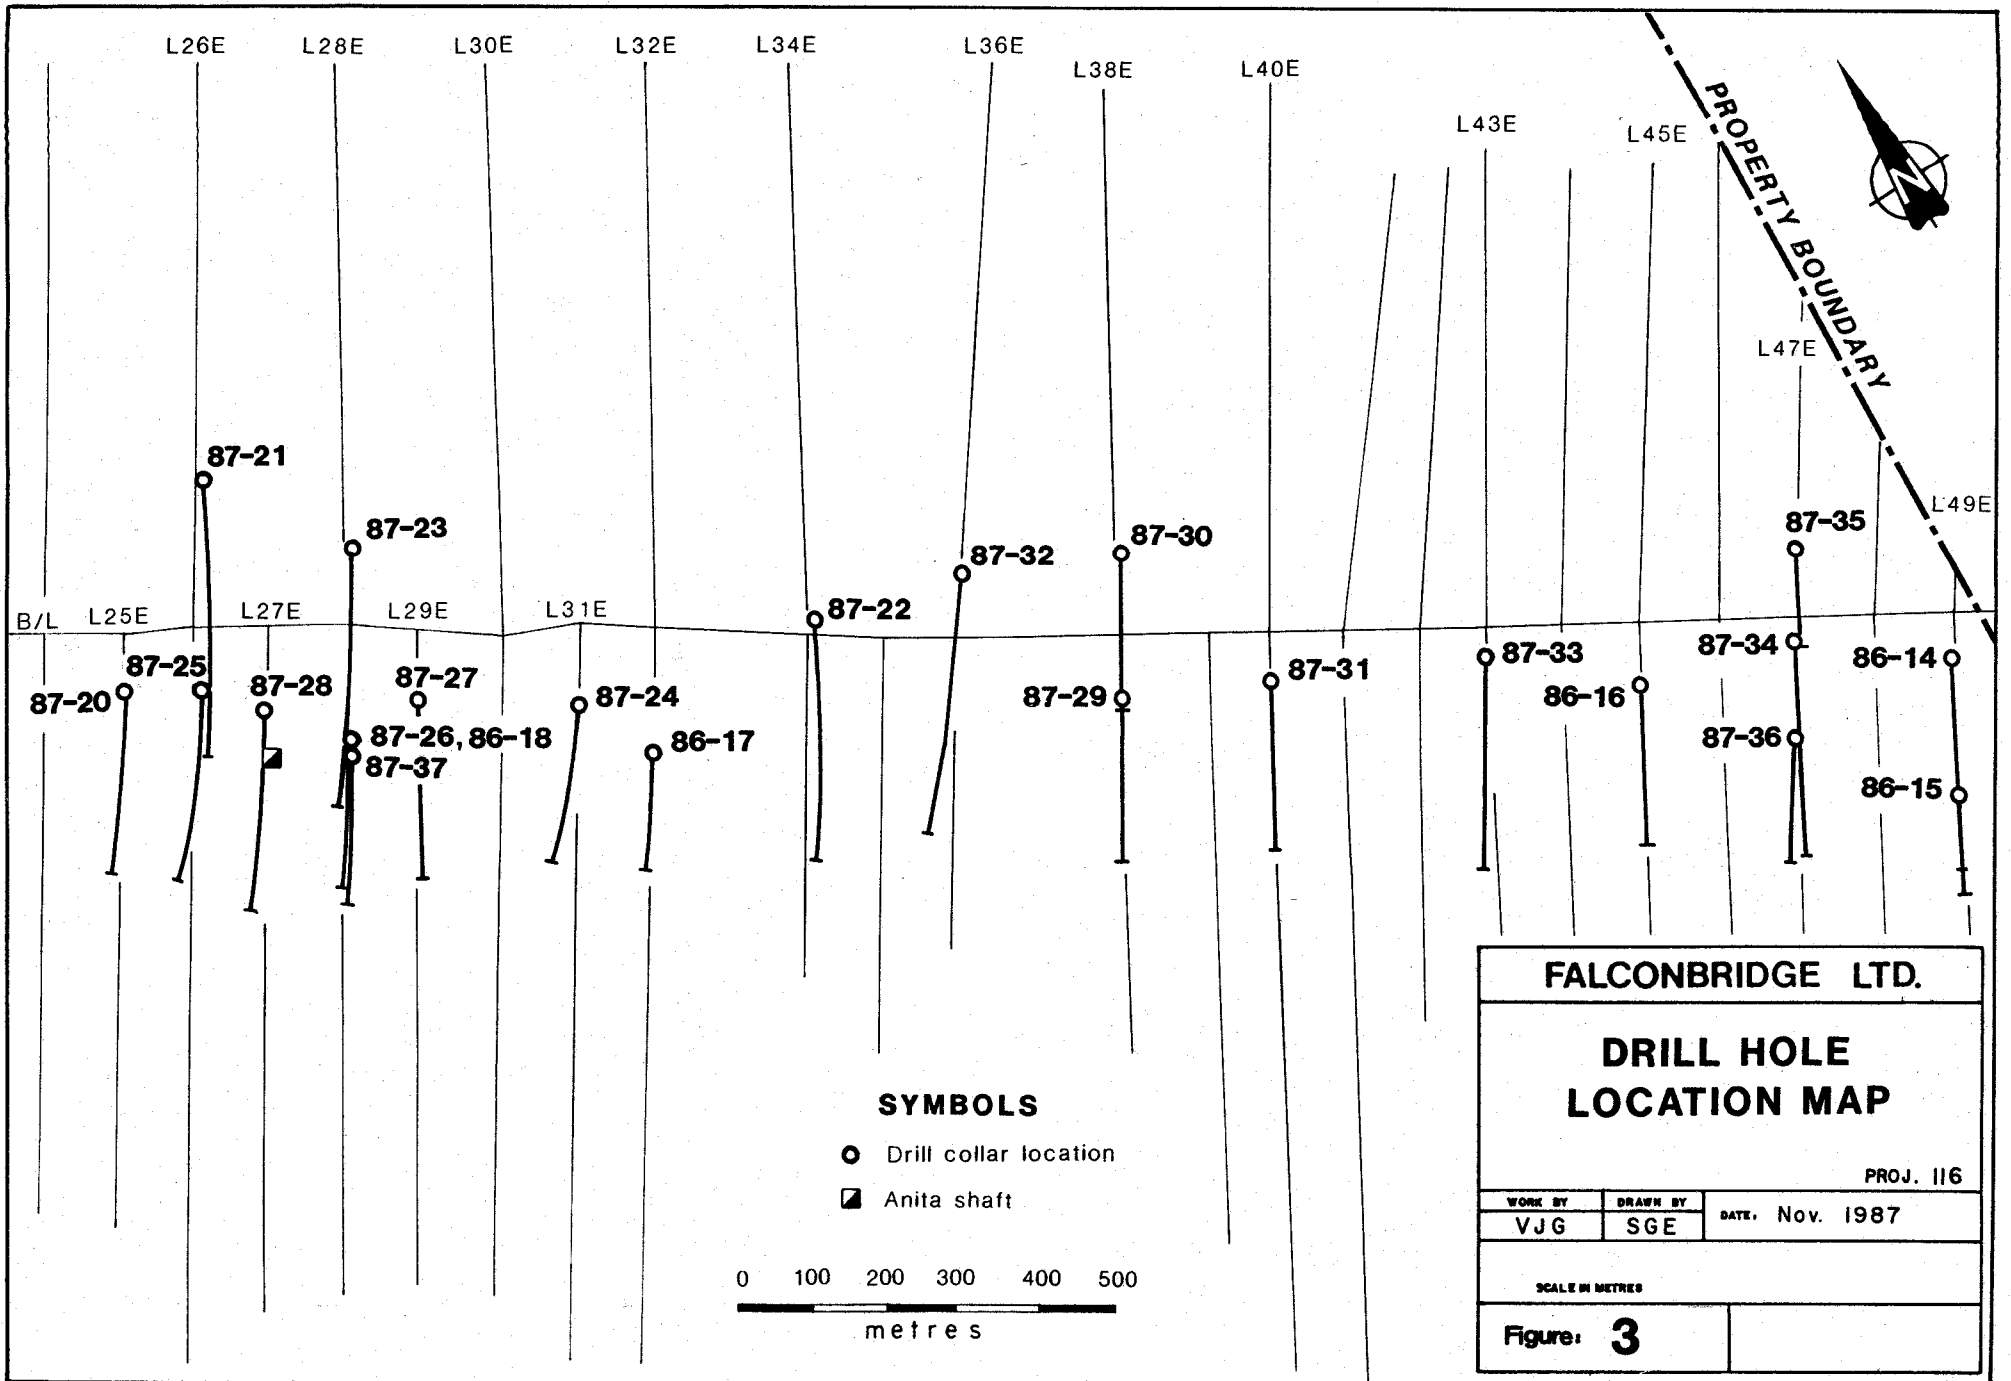 L26E L28E L30E L32E L34E L36E
L38E L40E
L43E L45E
PROPERTY BOUNDARY
N
L47E
L49E
87-21
87-23
87-30
87-35
87-32
87-22
B/L L25E L27E L29E L31E
87-25
87-20
87-28
87-27
87-24
87-29
87-31
87-33
87-34
86-14
86-16
87-26, 86-18
86-17
87-36
87-37
86-15
SYMBOLS
Drill collar location
Anita shaft
0 100 200 300 400 500
metres
FALCONBRIDGE LTD.
DRILL HOLE
LOCATION MAP
PROJ. 116
WORK BY DRAWN BY DATE: Nov. 1987
VJG SGE
SCALE IN METRES
Figure: 3